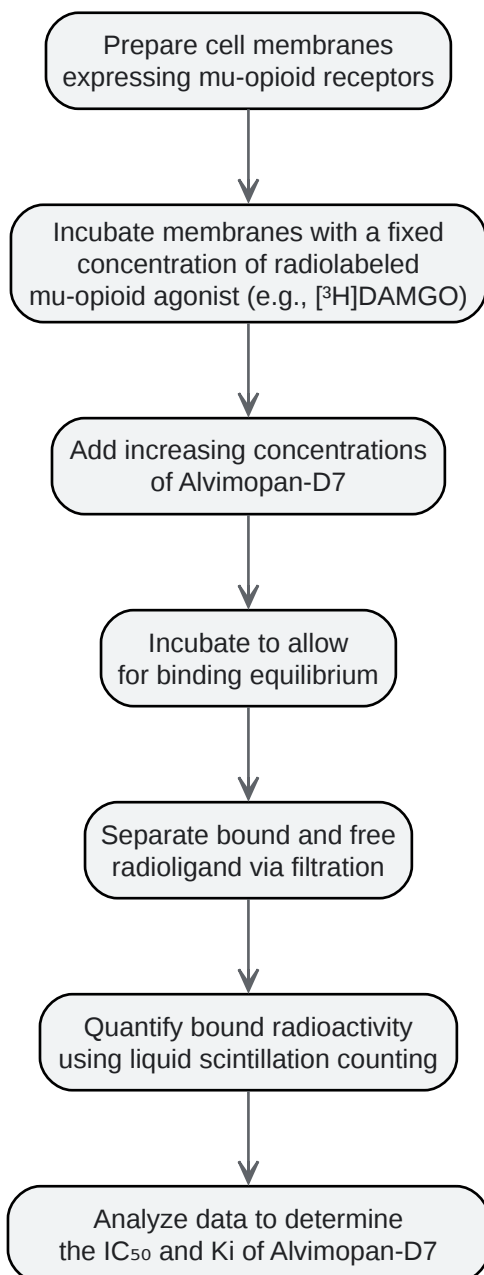 Prepare cell membranes
expressing mu-opioid receptors
Incubate membranes with a fixed
concentration of radiolabeled
mu-opioid agonist (e.g., [³H]DAMGO)
Add increasing concentrations
of Alvimopan-D7
Incubate to allow
for binding equilibrium
Separate bound and free
radioligand via filtration
Quantify bound radioactivity
using liquid scintillation counting
Analyze data to determine
the IC₅₀ and Ki of Alvimopan-D7